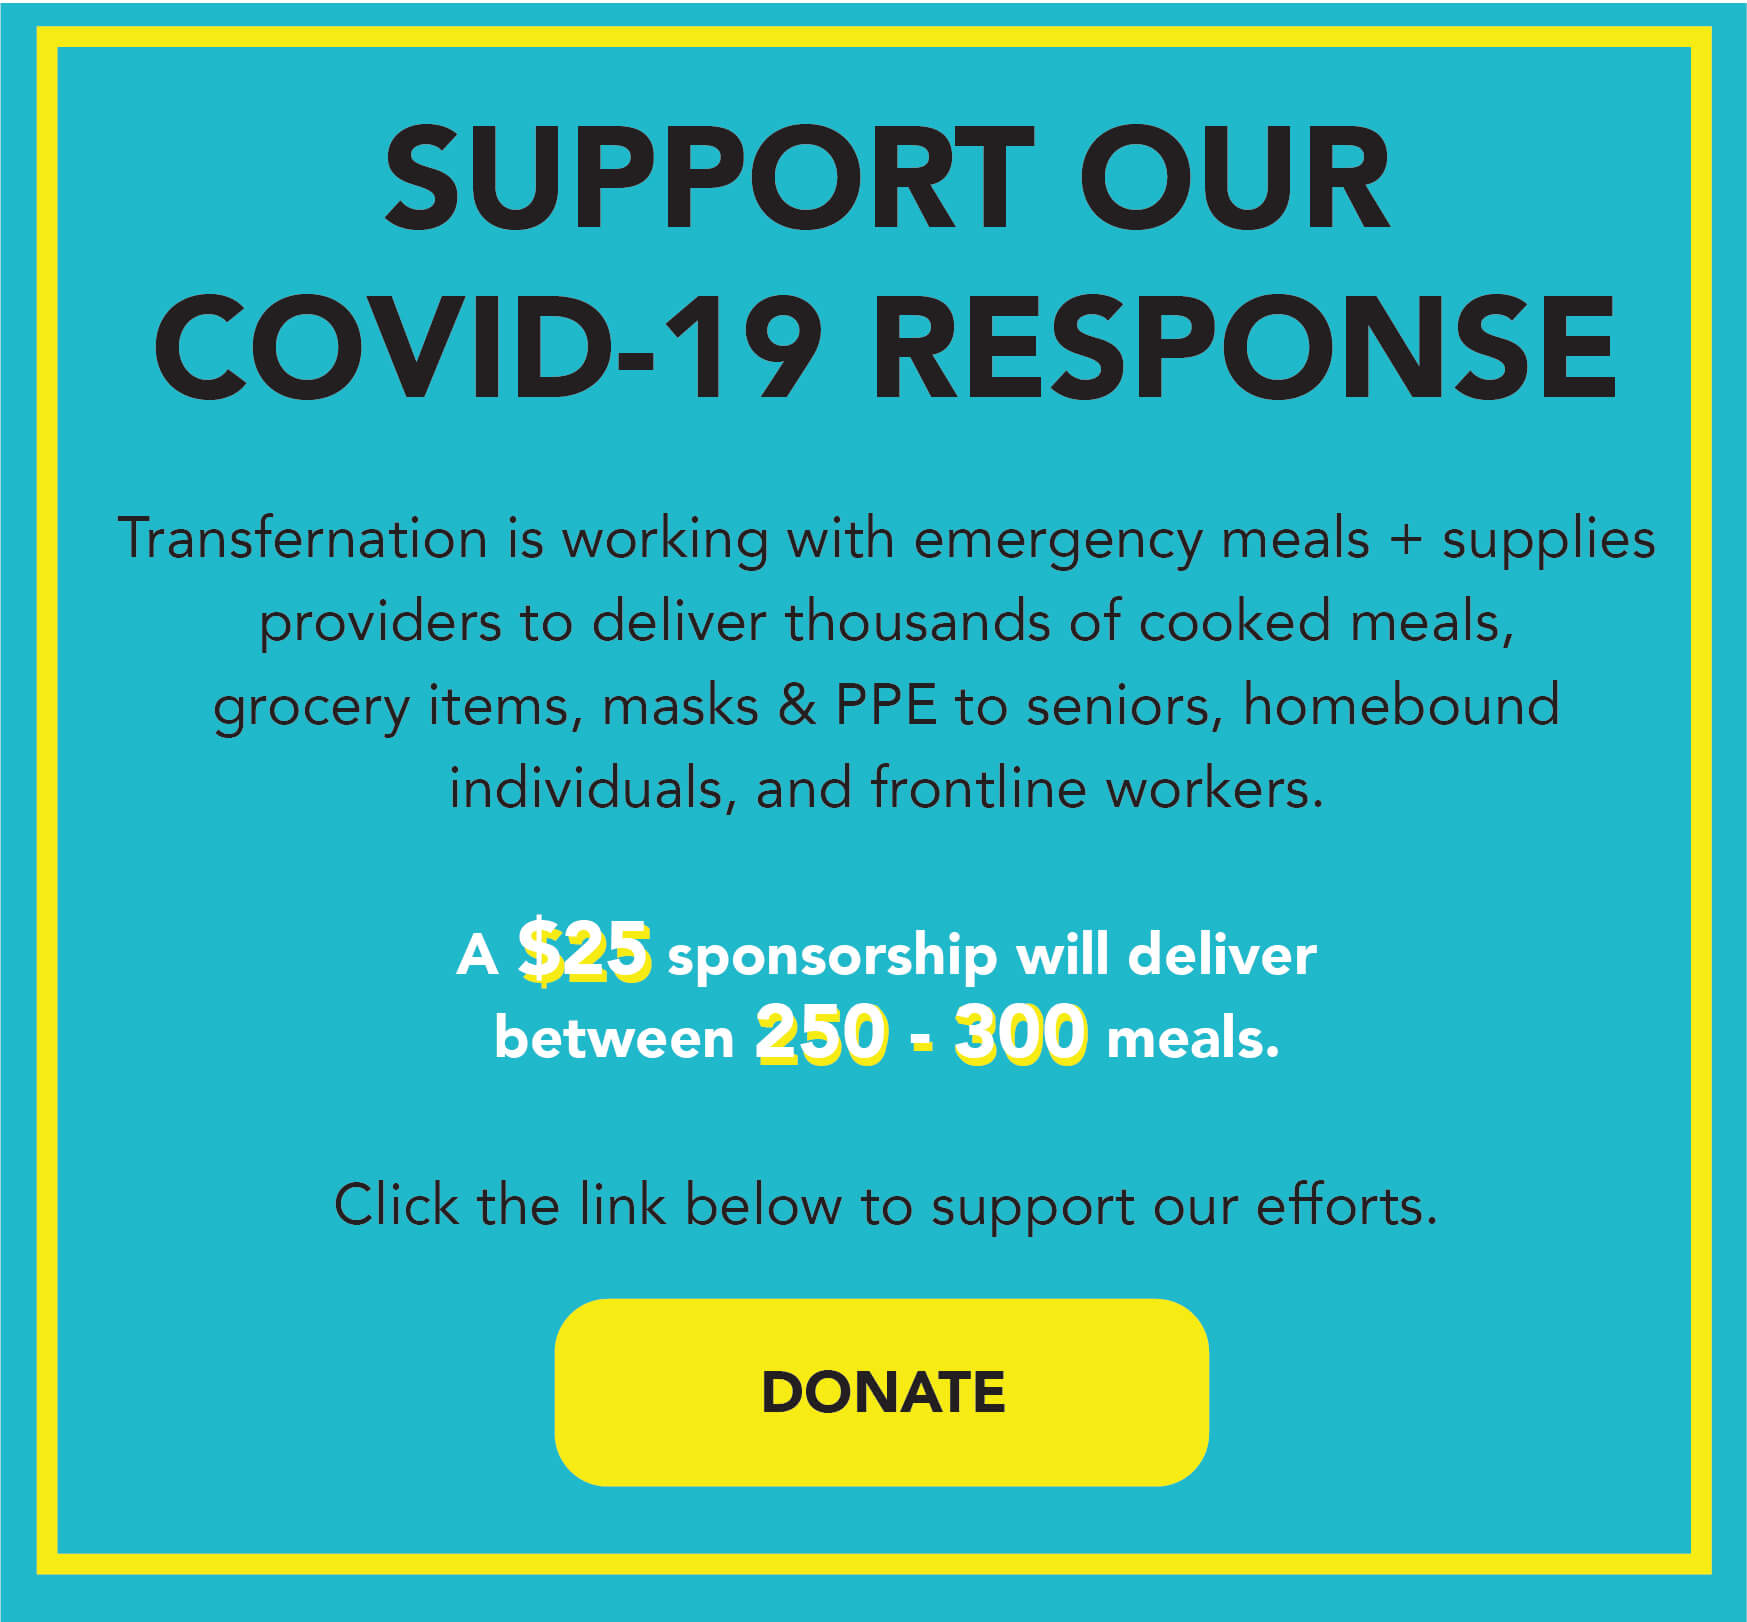 SUPPORT OUR
COVID-19 RESPONSE
Transfernation is working with emergency meals + supplies
providers to deliver thousands of cooked meals,
grocery items, masks & PPE to seniors, homebound
individuals, and frontline workers.
A $25 sponsorship will deliver
between 250 - 300 meals.
Click the link below to support our efforts.
DONATE